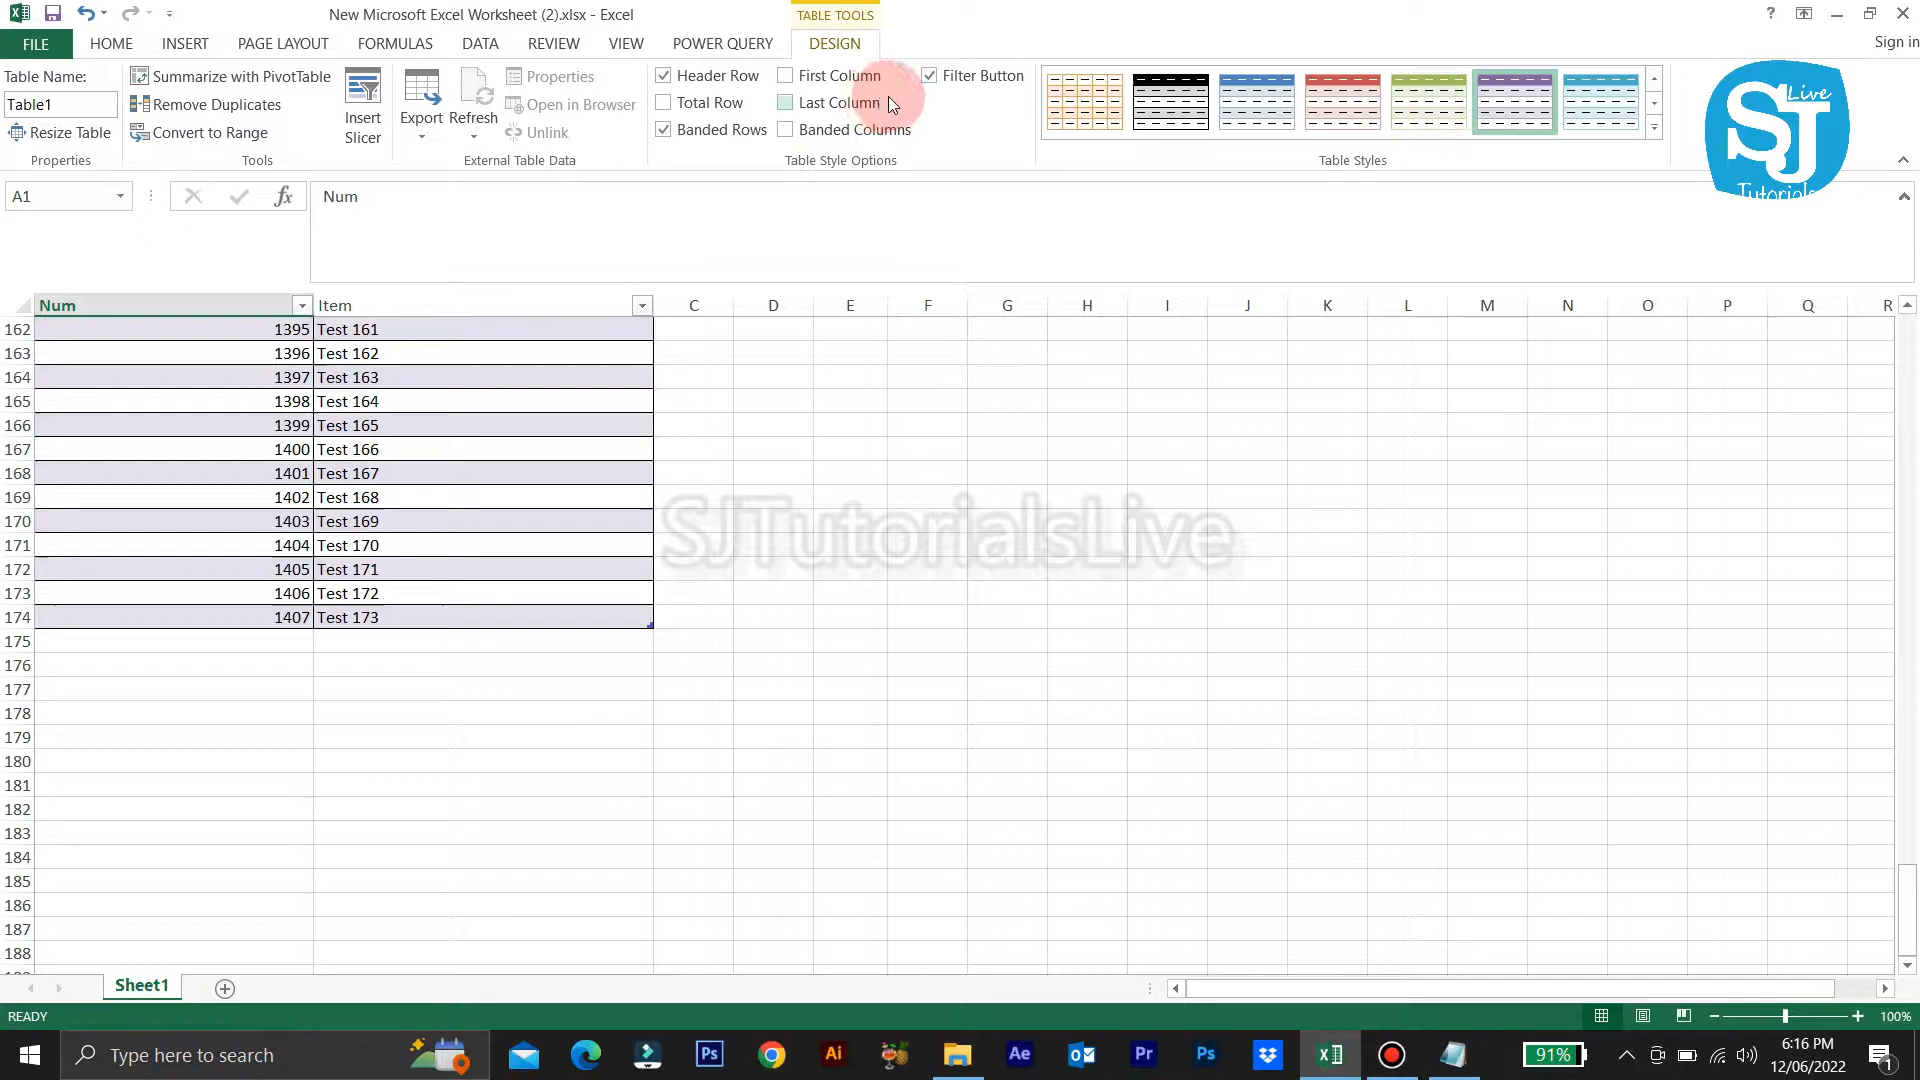 New Microsoft Excel Worksheet (2).xlsx - Excel
TABLE TOOLS
?
FILE HOME INSERT PAGE LAYOUT FORMULAS DATA REVIEW VIEW POWER QUERY DESIGN
Sign in
Table Name:
Table1
Resize Table
Properties
Summarize with PivotTable
Remove Duplicates
Convert to Range
Insert
Slicer
Tools
Export
Refresh
Properties
Open in Browser
Unlink
External Table Data
Header Row
Total Row
Banded Rows
First Column
Last Column
Banded Columns
Filter Button
Table Style Options
Table Styles
Live
SJ
Tutorials
A1
fx
Num
Num Item C D E F G H I J K L M N O P Q R
162 1395 Test 161
163 1396 Test 162
164 1397 Test 163
165 1398 Test 164
166 1399 Test 165
167 1400 Test 166
168 1401 Test 167
169 1402 Test 168
170 1403 Test 169
171 1404 Test 170
172 1405 Test 171
173 1406 Test 172
174 1407 Test 173
175
176
177
178
179
180
181
182
183
184
185
186
187
188
SJTutorialsLive
Sheet1
READY
100%
Type here to search
Ps
Ai
Ae
Pr
Ps
91%
6:16 PM
12/06/2022
1